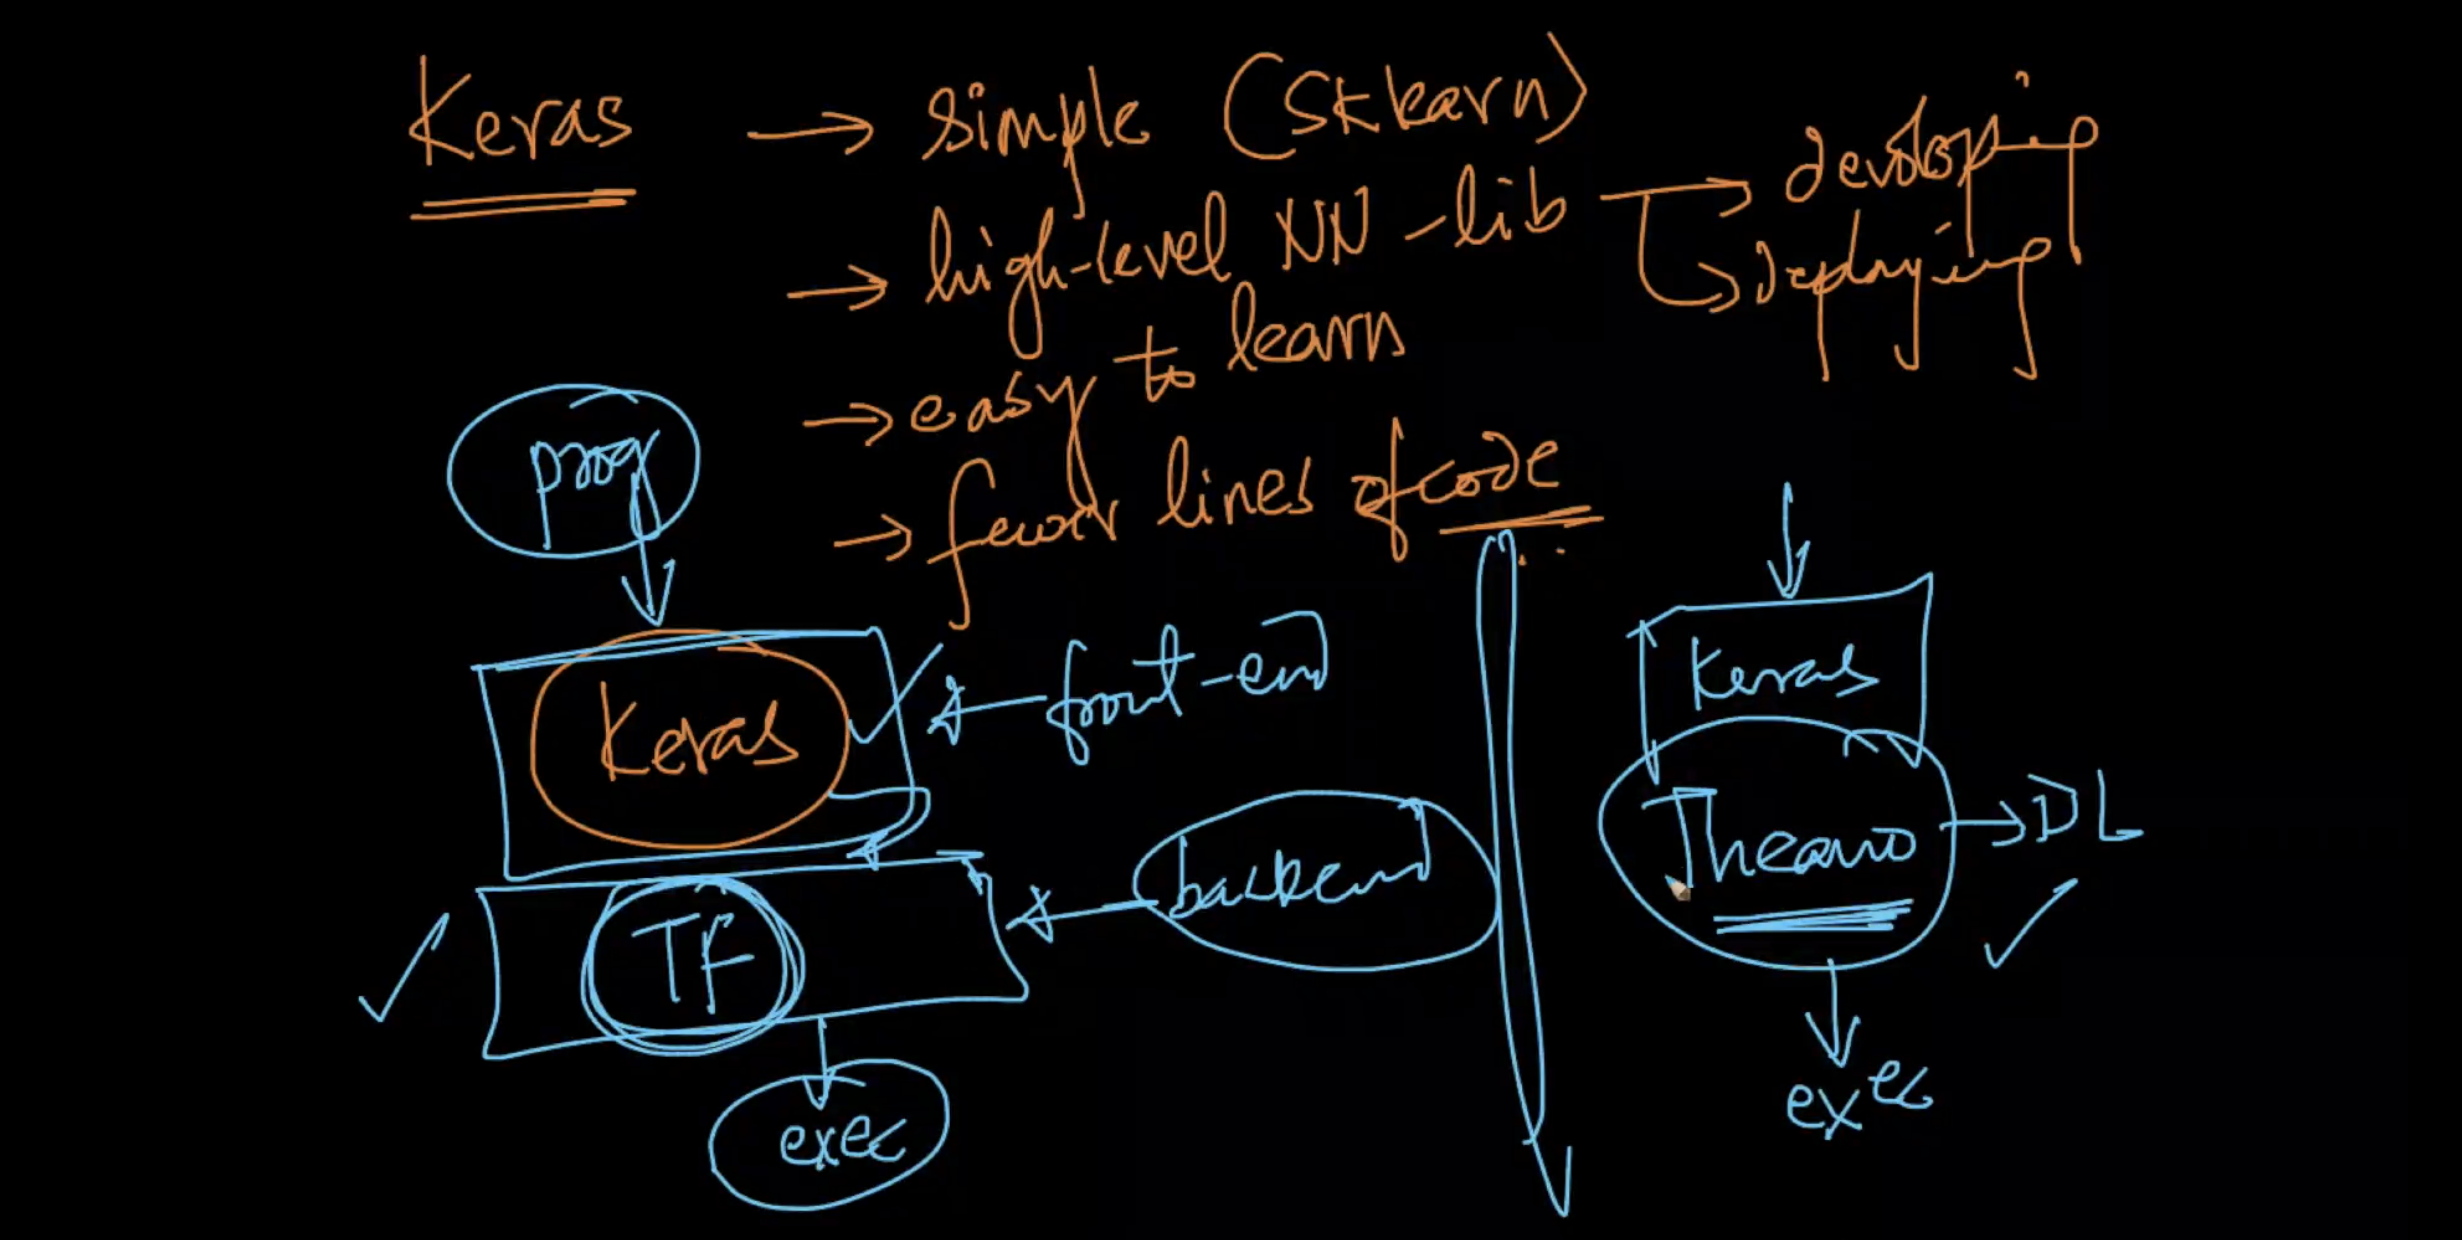 Keras → simple (Sklearn)
→ high-level NN-lib → developing
→ Deploying
→ easy to learn
→ fewer lines of code
prog
Keras ← front-end
TF ← backend
exec
Keras
Theano → DL
exec